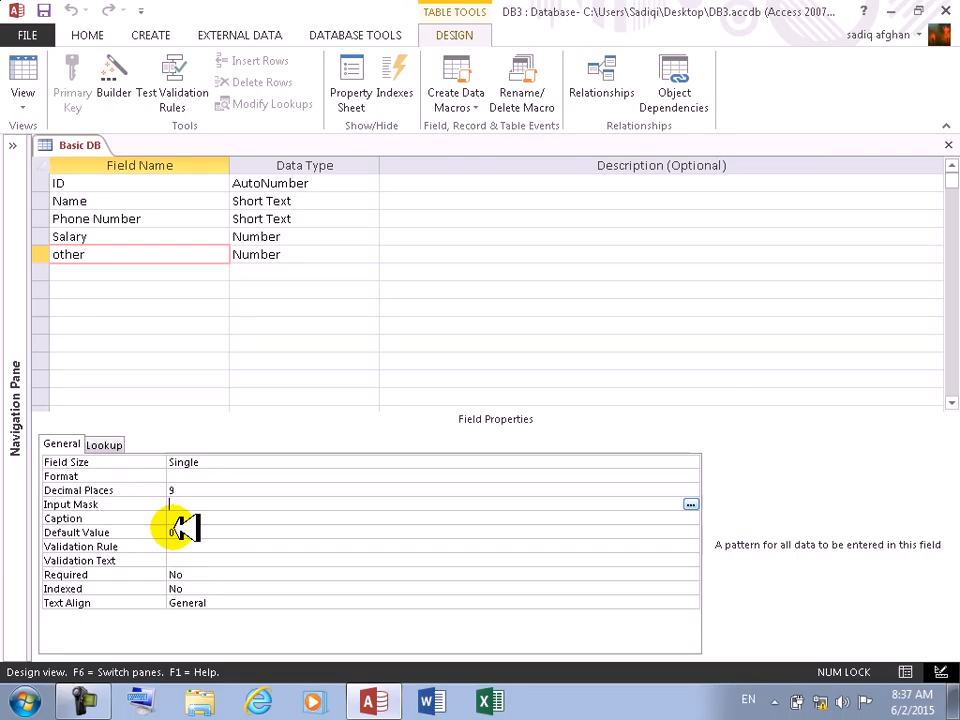 TABLE TOOLS
DB3 : Database- C:\Users\Sadiqi\Desktop\DB3.accdb (Access 2007...
FILE HOME CREATE EXTERNAL DATA DATABASE TOOLS DESIGN sadiq afghan
View Primary Key Builder Test Validation Rules Insert Rows Delete Rows Modify Lookups Property Sheet Indexes Create Data Macros Rename/ Delete Macro Relationships Object Dependencies
Views Tools Show/Hide Field, Record & Table Events Relationships
Basic DB
Field Name Data Type Description (Optional)
ID AutoNumber
Name Short Text
Phone Number Short Text
Salary Number
other Number
Navigation Pane
Field Properties
General Lookup
Field Size Single
Format
Decimal Places 9
Input Mask
Caption
Default Value 0
Validation Rule
Validation Text
Required No
Indexed No
Text Align General
A pattern for all data to be entered in this field
Design view. F6 = Switch panes. F1 = Help. NUM LOCK
EN 8:37 AM
6/2/2015